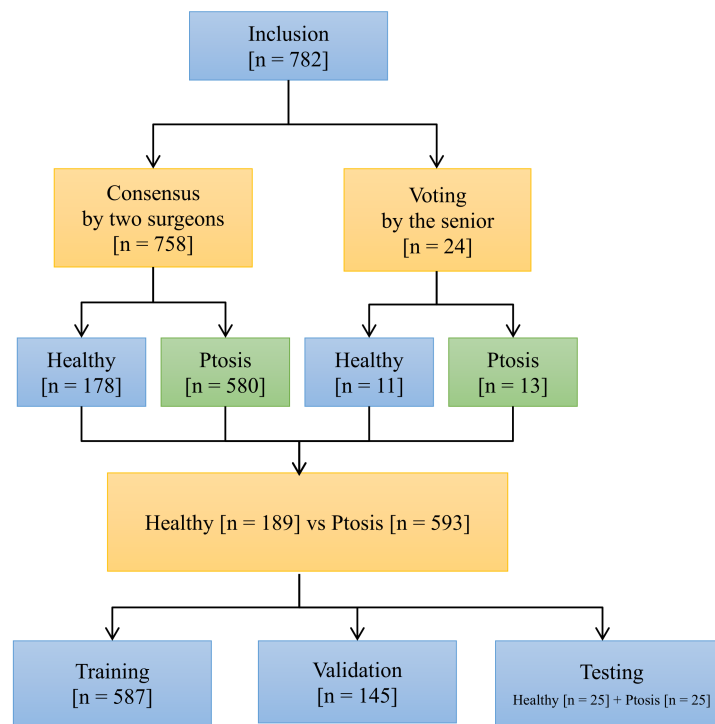 Inclusion
[n = 782]
Consensus
by two surgeons
[n = 758]
Voting
by the senior
[n = 24]
Healthy
[n = 178]
Ptosis
[n = 580]
Healthy
[n = 11]
Ptosis
[n = 13]
Healthy [n = 189] vs Ptosis [n = 593]
Training
[n = 587]
Validation
[n = 145]
Testing
Healthy [n = 25] + Ptosis [n = 25]